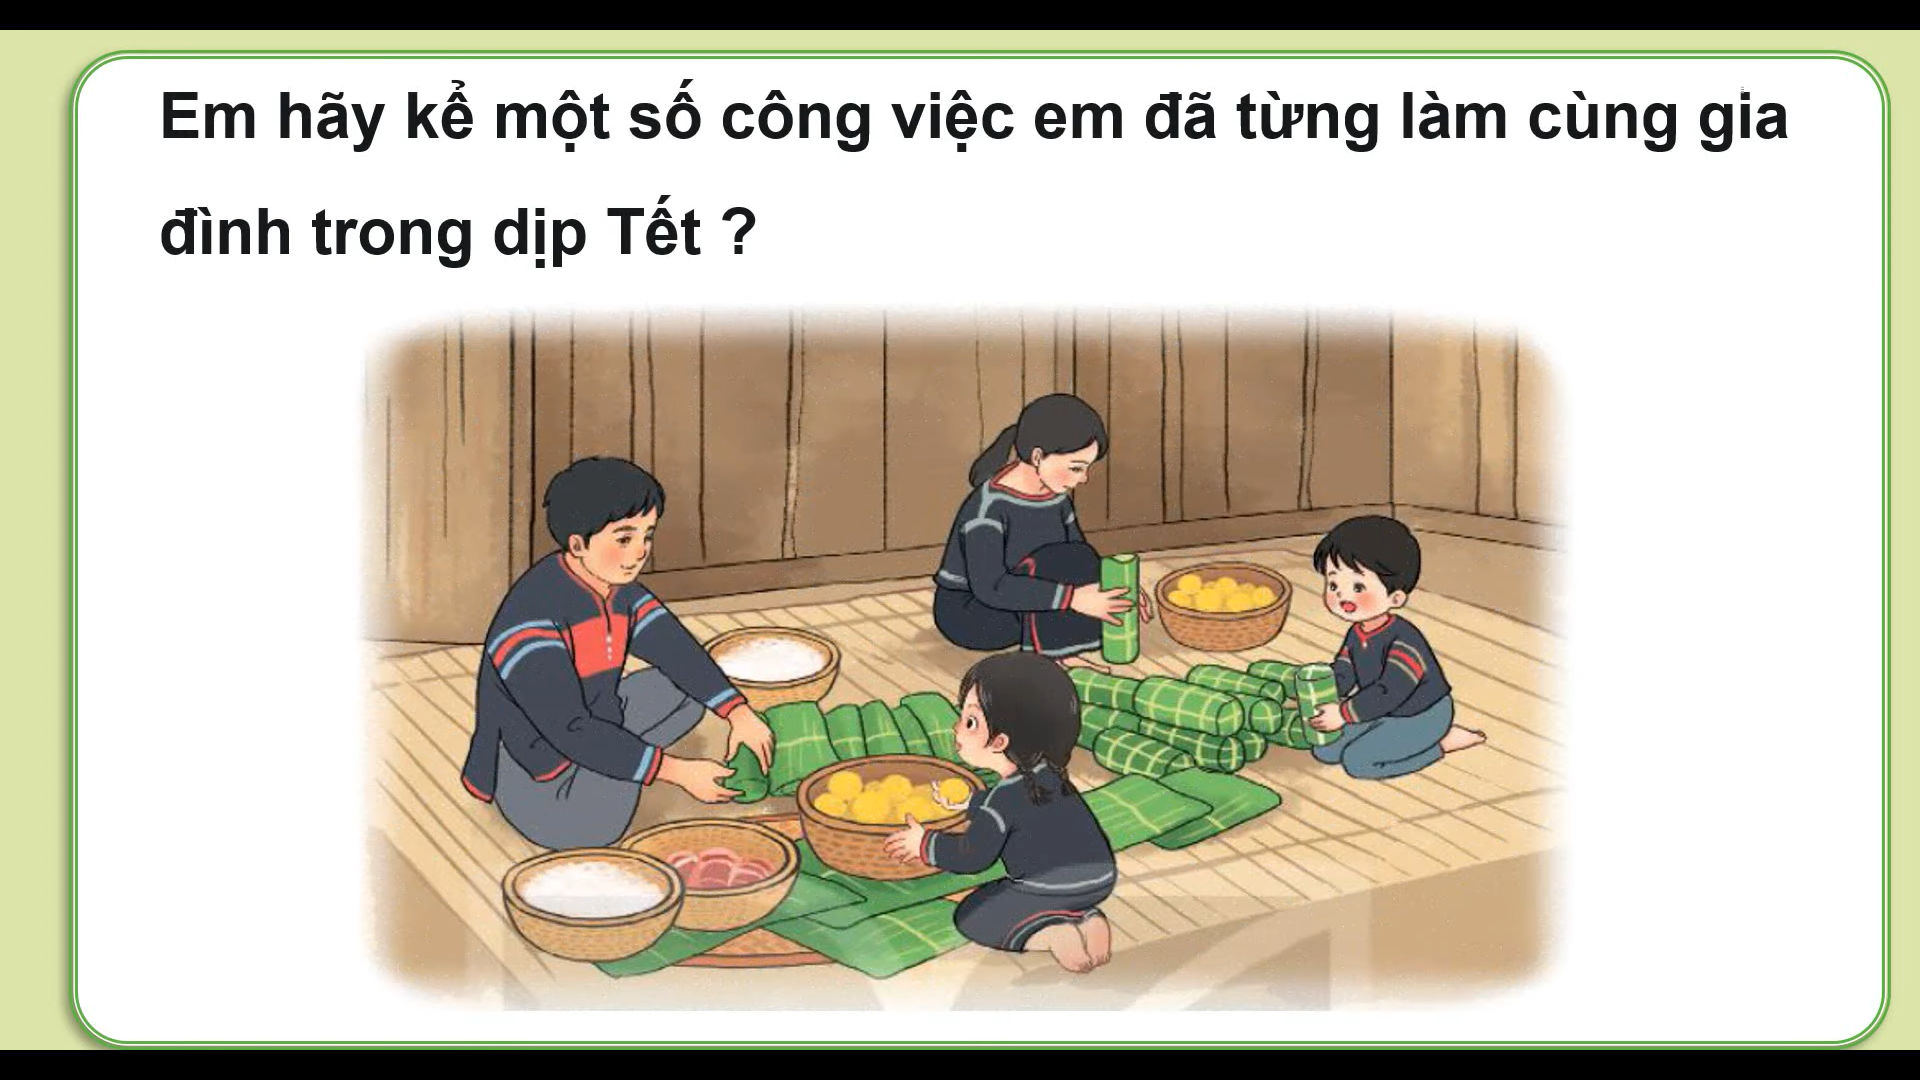 Em hãy kể một số công việc em đã từng làm cùng gia
đình trong dịp Tết ?